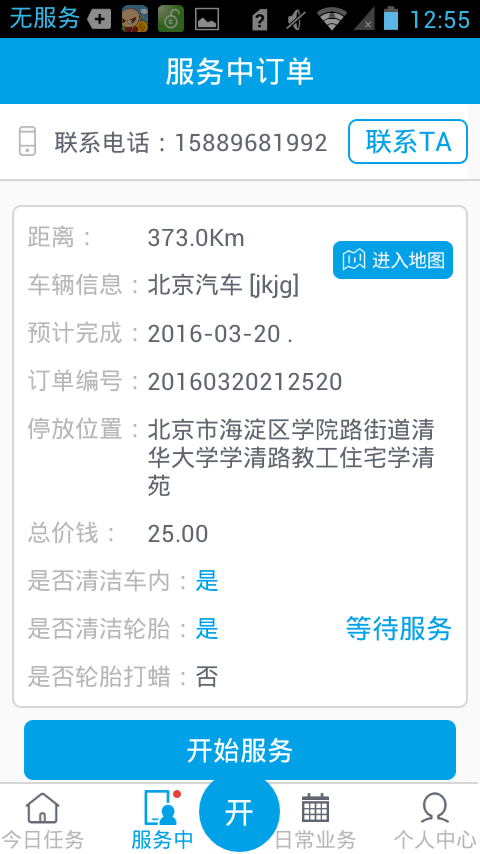 无服务 12:55
服务中订单
联系电话：15889681992 联系TA
距离： 373.0Km
进入地图
车辆信息：北京汽车 [jkjg]
预计完成：2016-03-20 .
订单编号：20160320212520
停放位置：北京市海淀区学院路街道清
华大学学清路教工住宅学清
苑
总价钱： 25.00
是否清洁车内：是
是否清洁轮胎：是 等待服务
是否轮胎打蜡：否
开始服务
今日任务 服务中 开 日常业务 个人中心